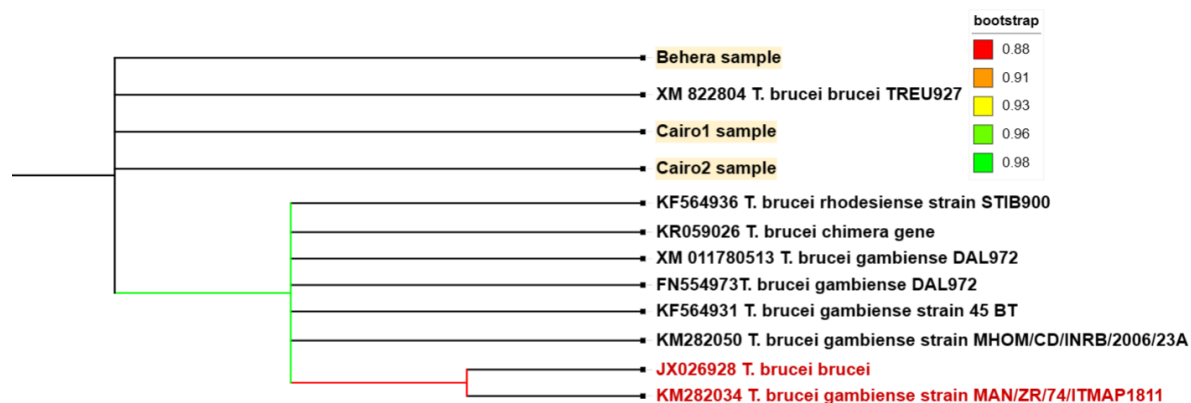 bootstrap
0.88
0.91
0.93
0.96
0.98
Behera sample
XM 822804 T. brucei brucei TREU927
Cairo1 sample
Cairo2 sample
KF564936 T. brucei rhodesiense strain STIB900
KR059026 T. brucei chimera gene
XM 011780513 T. brucei gambiense DAL972
FN554973T. brucei gambiense DAL972
KF564931 T. brucei gambiense strain 45 BT
KM282050 T. brucei gambiense strain MHOM/CD/INRB/2006/23A
JX026928 T. brucei brucei
KM282034 T. brucei gambiense strain MAN/ZR/74/ITMAP1811